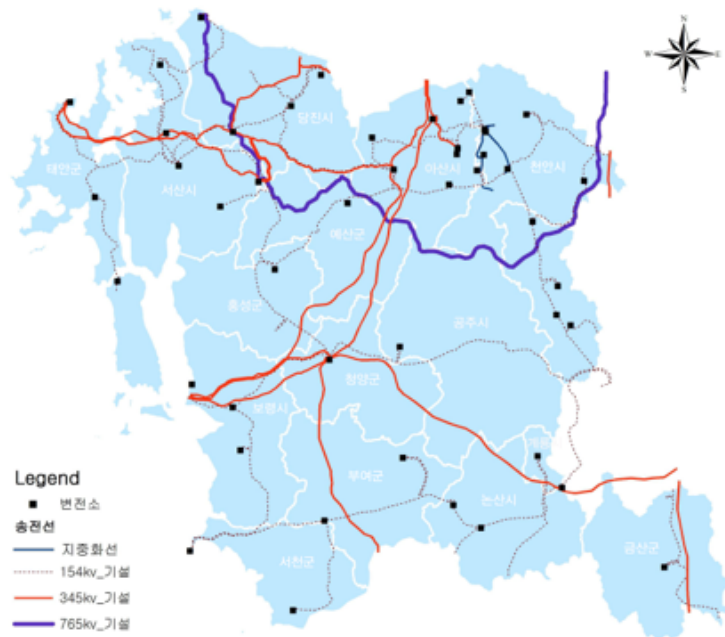 N
W
E
S
당진시
태안군
서산시
아산시
천안시
예산군
홍성군
공주시
청양군
보령시
부여군
계룡시
논산시
서천군
금산군
Legend
변전소
송전선
지중화선
154kv_기설
345kv_기설
765kv_기설